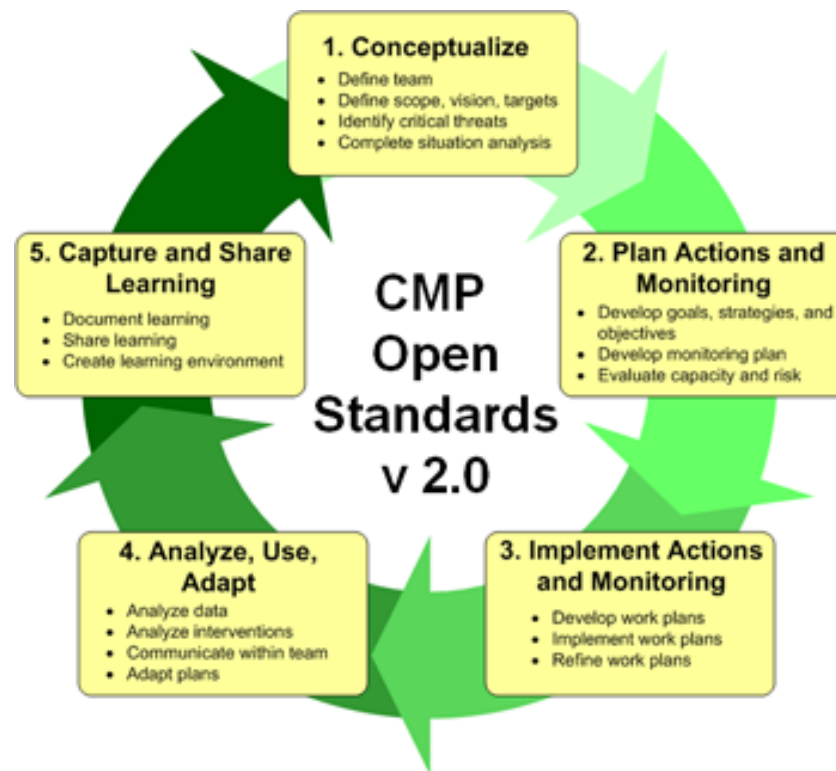 1. Conceptualize
• Define team
• Define scope, vision, targets
• Identify critical threats
• Complete situation analysis
2. Plan Actions and
Monitoring
• Develop goals, strategies, and
objectives
• Develop monitoring plan
• Evaluate capacity and risk
3. Implement Actions
and Monitoring
• Develop work plans
• Implement work plans
• Refine work plans
4. Analyze, Use,
Adapt
• Analyze data
• Analyze interventions
• Communicate within team
• Adapt plans
5. Capture and Share
Learning
• Document learning
• Share learning
• Create learning environment
CMP
Open
Standards
v 2.0